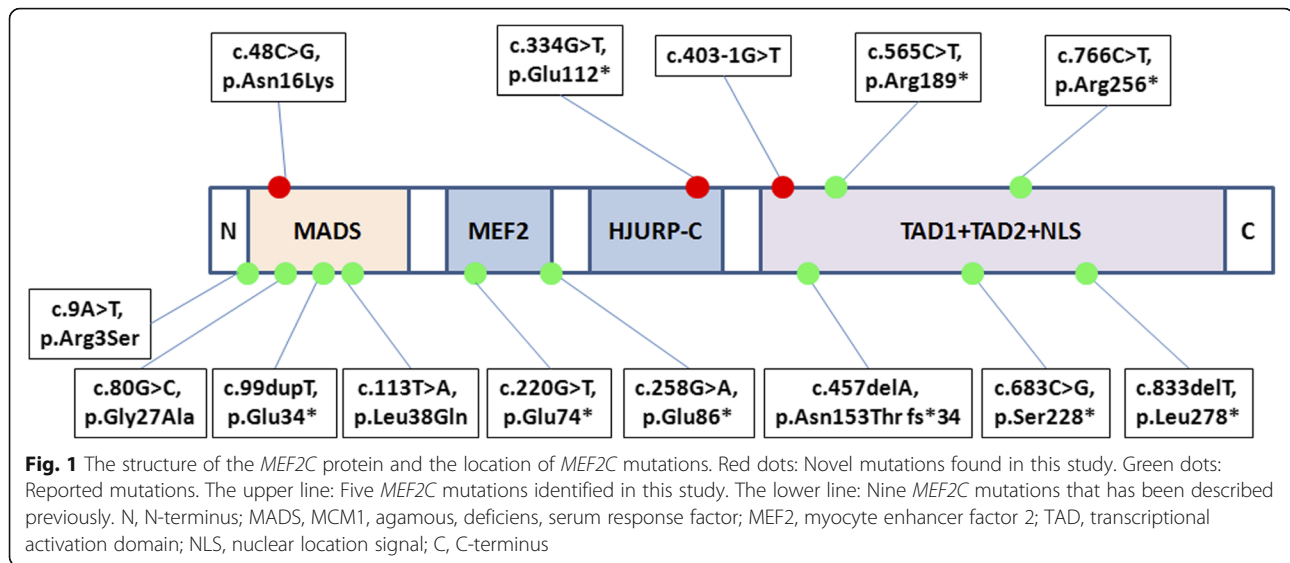 c.48C>G,
p.Asn16Lys
c.334G>T,
p.Glu112*
c.403-1G>T
c.565C>T,
p.Arg189*
c.766C>T,
p.Arg256*
N
MADS
MEF2
HJURP-C
TAD1+TAD2+NLS
C
c.9A>T,
p.Arg3Ser
c.80G>C,
p.Gly27Ala
c.99dupT,
p.Glu34*
c.113T>A,
p.Leu38Gln
c.220G>T,
p.Glu74*
c.258G>A,
p.Glu86*
c.457delA,
p.Asn153Thr fs*34
c.683C>G,
p.Ser228*
c.833delT,
p.Leu278*
Fig. 1 The structure of the MEF2C protein and the location of MEF2C mutations. Red dots: Novel mutations found in this study. Green dots:
Reported mutations. The upper line: Five MEF2C mutations identified in this study. The lower line: Nine MEF2C mutations that has been described
previously. N, N-terminus; MADS, MCM1, agamous, deficiens, serum response factor; MEF2, myocyte enhancer factor 2; TAD, transcriptional
activation domain; NLS, nuclear location signal; C, C-terminus